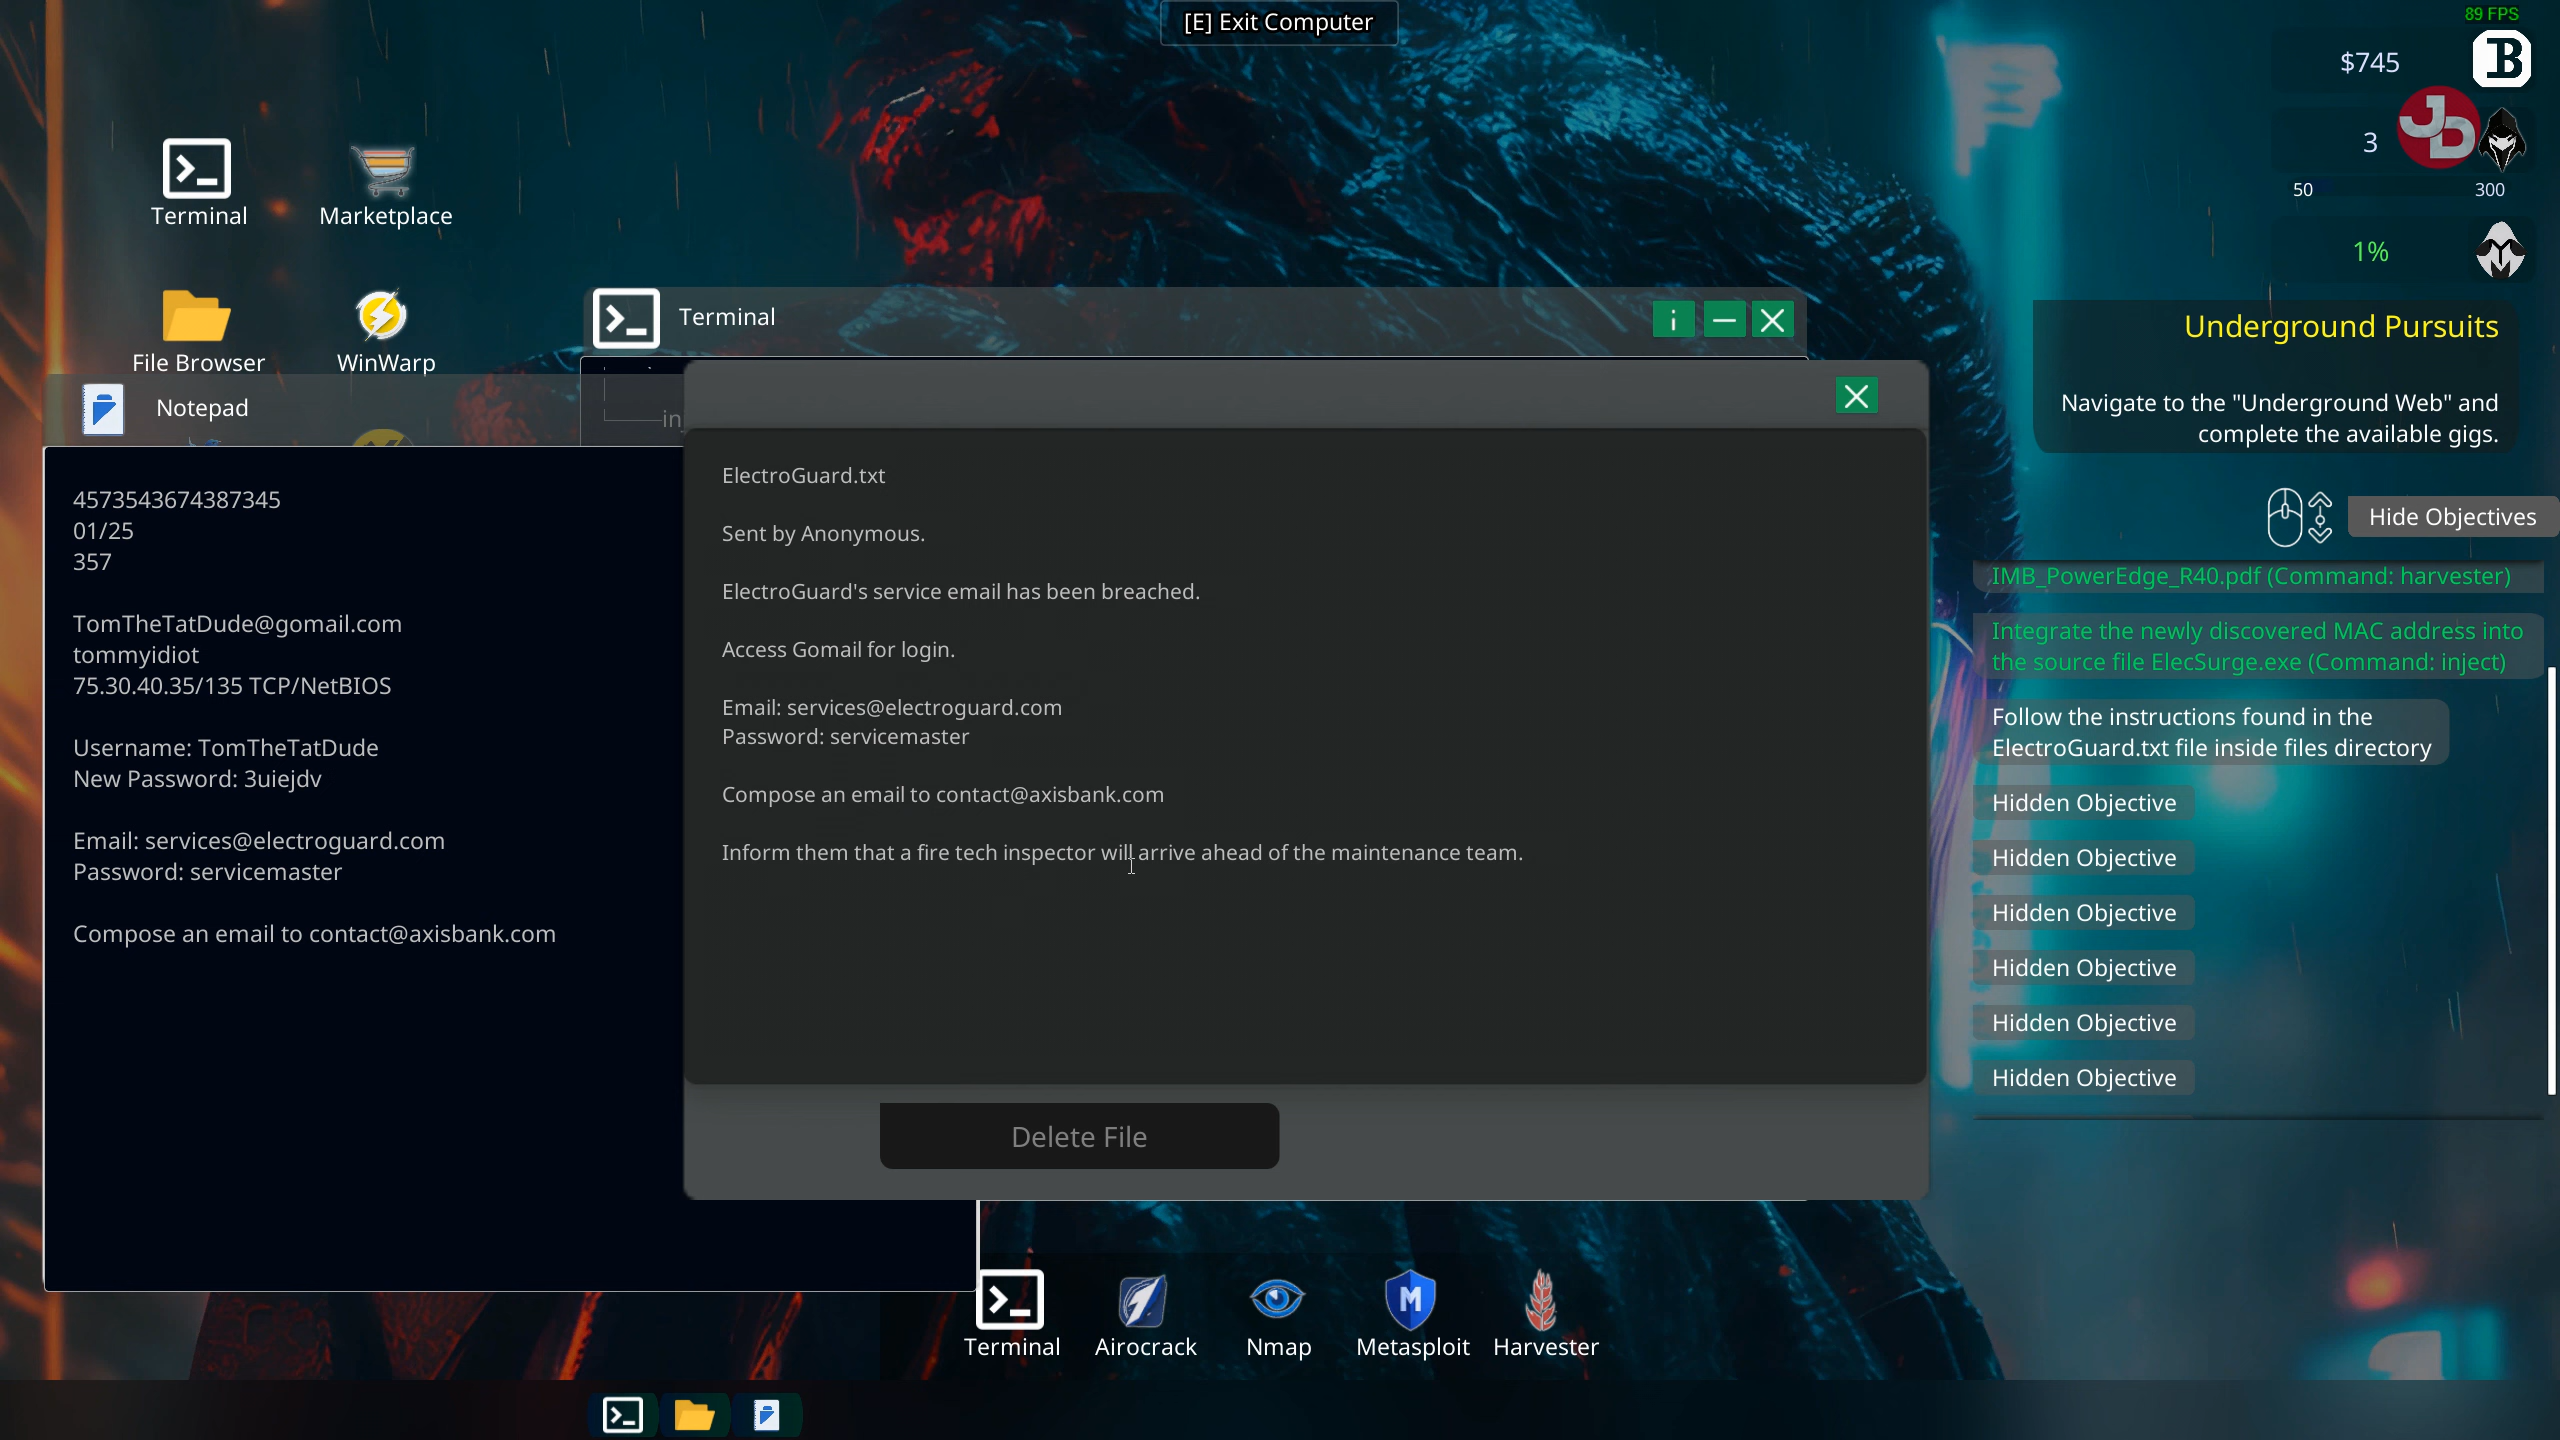 [E] Exit Computer
89 FPS
$745
B
3
JD
50
300
1%
Terminal
Marketplace
File Browser
WinWarp
Terminal
i
Notepad
in
Underground Pursuits
Navigate to the "Underground Web" and
complete the available gigs.
Hide Objectives
4573543674387345
01/25
357
TomTheTatDude@gomail.com
tommyidiot
75.30.40.35/135 TCP/NetBIOS
Username: TomTheTatDude
New Password: 3uiejdv
Email: services@electroguard.com
Password: servicemaster
Compose an email to contact@axisbank.com
ElectroGuard.txt
Sent by Anonymous.
ElectroGuard's service email has been breached.
Access Gomail for login.
Email: services@electroguard.com
Password: servicemaster
Compose an email to contact@axisbank.com
Inform them that a fire tech inspector will arrive ahead of the maintenance team.
Delete File
IMB_PowerEdge_R40.pdf (Command: harvester)
Integrate the newly discovered MAC address into
the source file ElecSurge.exe (Command: inject)
Follow the instructions found in the
ElectroGuard.txt file inside files directory
Hidden Objective
Hidden Objective
Hidden Objective
Hidden Objective
Hidden Objective
Hidden Objective
Terminal
Airocrack
Nmap
M
Metasploit
Harvester